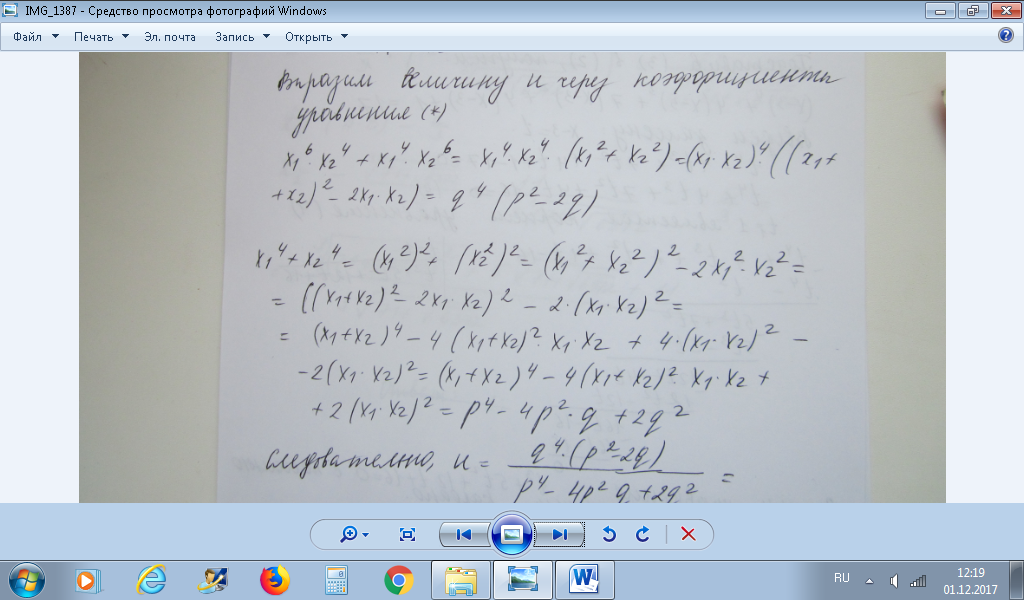 IMG_1387 - Средство просмотра фотографий Windows
Файл Печать Эл. почта Запись Открыть
Выразим величину и через коэффициенты
уравнения (*)
x₁⁶·x₂⁴ + x₁⁴·x₂⁶ = x₁⁴·x₂⁴·(x₁² + x₂²) = (x₁·x₂)⁴·((x₁+
+x₂)² - 2x₁·x₂) = q⁴(p² - 2q)
x₁⁴ + x₂⁴ = (x₁²)² + (x₂²)² = (x₁² + x₂²)² - 2x₁²·x₂² =
= ((x₁+x₂)² - 2x₁·x₂)² - 2·(x₁·x₂)² =
= (x₁+x₂)⁴ - 4(x₁+x₂)²·x₁·x₂ + 4·(x₁·x₂)² -
-2(x₁·x₂)² = (x₁+x₂)⁴ - 4(x₁+x₂)²·x₁·x₂ +
+2(x₁·x₂)² = p⁴ - 4p²·q + 2q²
Следовательно, и = q⁴·(p²-2q) / p⁴ - 4p² q + 2q² =
RU 12:19
01.12.2017